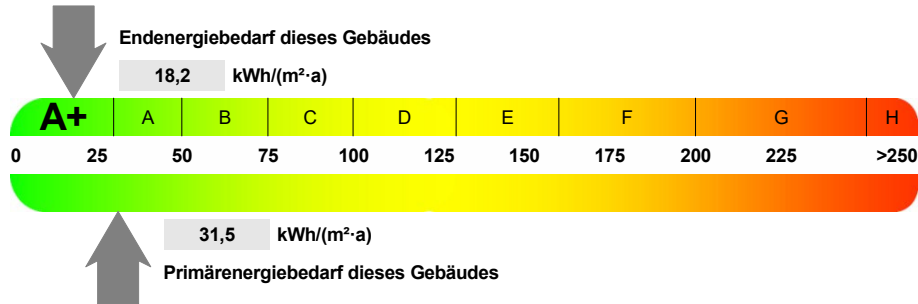 Endenergiebedarf dieses Gebäudes
18,2 kWh/(m²·a)
A+ A B C D E F G H
0 25 50 75 100 125 150 175 200 225 >250
31,5 kWh/(m²·a)
Primärenergiebedarf dieses Gebäudes